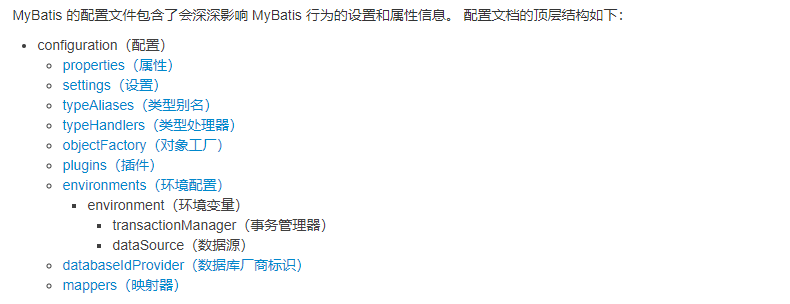 MyBatis 的配置文件包含了会深深影响 MyBatis 行为的设置和属性信息。 配置文档的顶层结构如下：
configuration（配置）
properties（属性）
settings（设置）
typeAliases（类型别名）
typeHandlers（类型处理器）
objectFactory（对象工厂）
plugins（插件）
environments（环境配置）
environment（环境变量）
transactionManager（事务管理器）
dataSource（数据源）
databaseIdProvider（数据库厂商标识）
mappers（映射器）